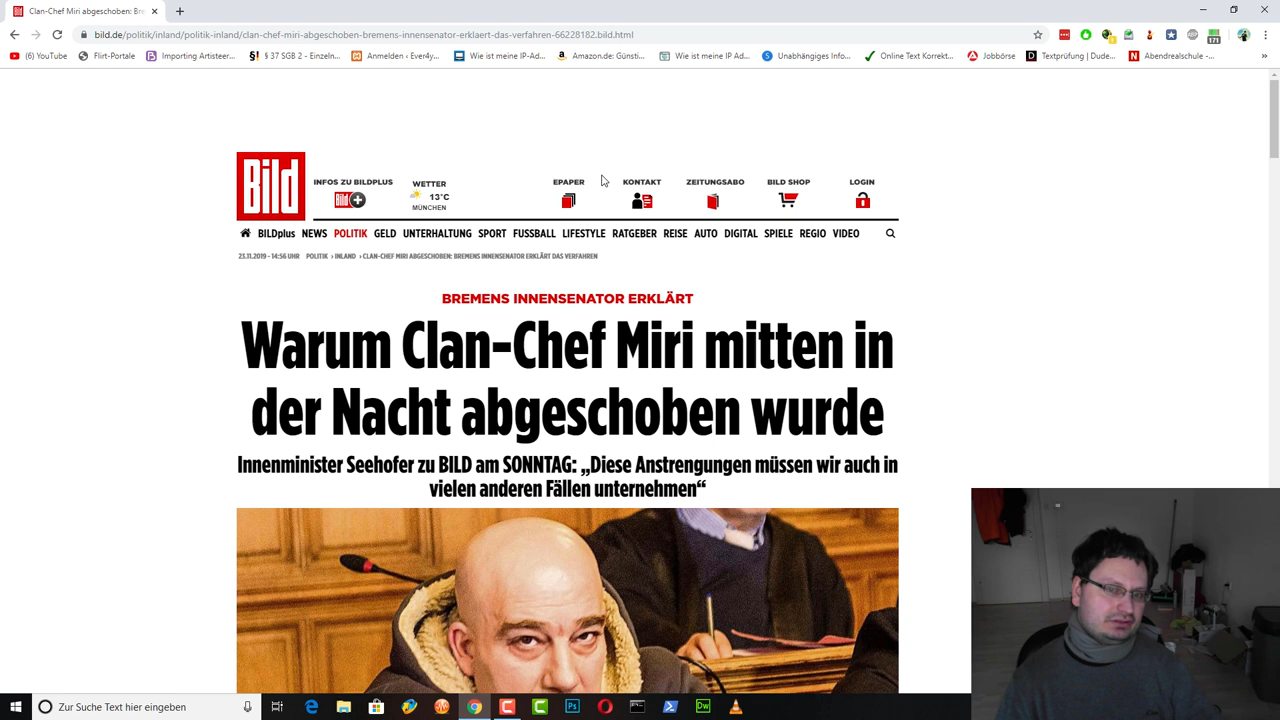 Clan-Chef Miri abgeschoben: Bre
bild.de/politik/inland/politik-inland/clan-chef-miri-abgeschoben-bremens-innensenator-erklaert-das-verfahren-66228182.bild.html
(6) YouTube
Flirt-Portale
Importing Artisteer...
§ 37 SGB 2 - Einzeln...
Anmelden ‹ Ever4y...
Wie ist meine IP-Ad...
Amazon.de: Günsti...
Wie ist meine IP Ad...
Unabhängiges Info...
Online Text Korrekt...
Jobbörse
Textprüfung | Dude...
Abendrealschule -...
171
Bild
INFOS ZU BILDPLUS
Bild
WETTER
13°C
MÜNCHEN
EPAPER
KONTAKT
ZEITUNGSABO
BILD SHOP
LOGIN
BILDplus NEWS POLITIK GELD UNTERHALTUNG SPORT FUSSBALL LIFESTYLE RATGEBER REISE AUTO DIGITAL SPIELE REGIO VIDEO
23.11.2019 - 14:56 UHR POLITIK › INLAND › CLAN-CHEF MIRI ABGESCHOBEN: BREMENS INNENSENATOR ERKLÄRT DAS VERFAHREN
BREMENS INNENSENATOR ERKLÄRT
Warum Clan-Chef Miri mitten in
der Nacht abgeschoben wurde
Innenminister Seehofer zu BILD am SONNTAG: „Diese Anstrengungen müssen wir auch in
vielen anderen Fällen unternehmen“
Zur Suche Text hier eingeben
Ps
Dw